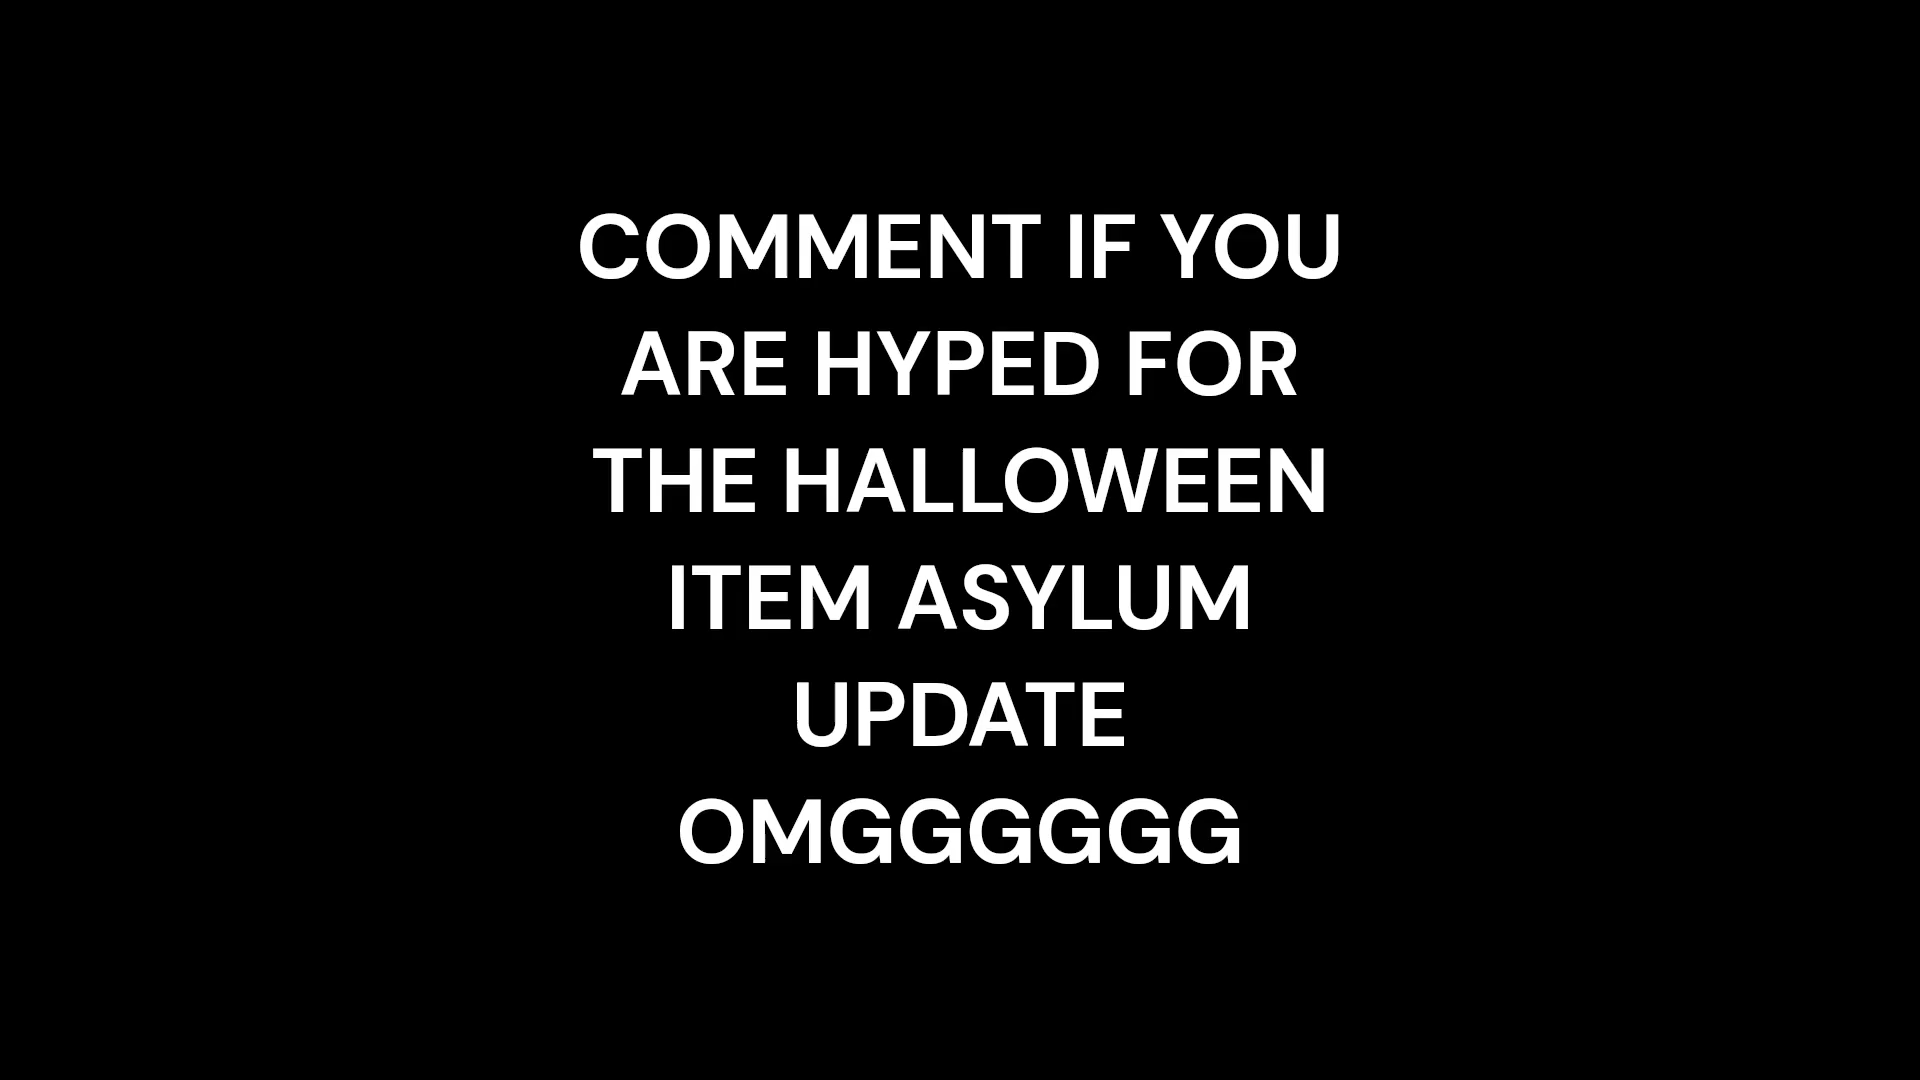 COMMENT IF YOU
ARE HYPED FOR
THE HALLOWEEN
ITEM ASYLUM
UPDATE
OMGGGGGG